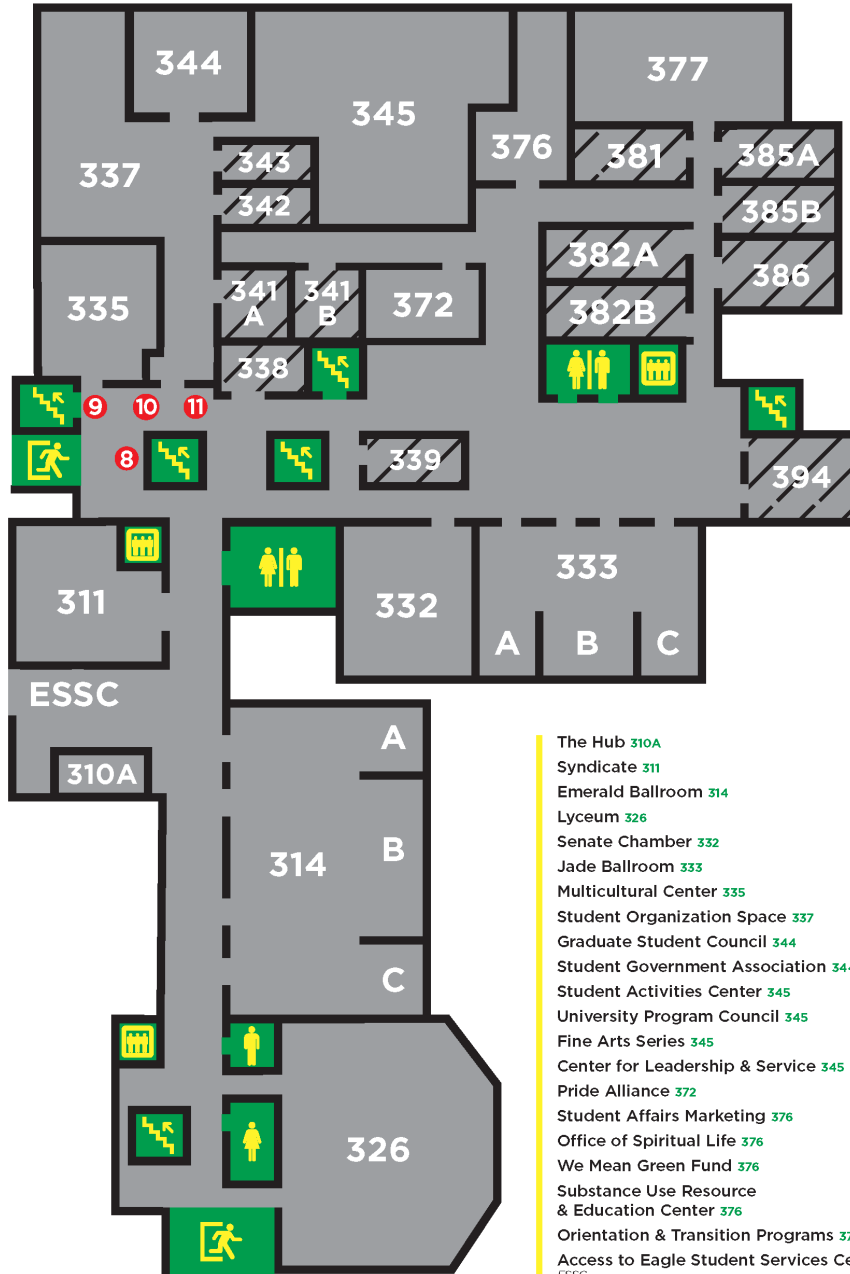 344
377
345
376
381
385A
343
337
342
385B
382A
386
341
A
341
B
372
335
382B
338
9
10
11
8
339
394
311
332
333
A
B
C
ESSC
310A
A
314
B
C
326
The Hub 310A
Syndicate 311
Emerald Ballroom 314
Lyceum 326
Senate Chamber 332
Jade Ballroom 333
Multicultural Center 335
Student Organization Space 337
Graduate Student Council 344
Student Government Association 344
Student Activities Center 345
University Program Council 345
Fine Arts Series 345
Center for Leadership & Service 345
Pride Alliance 372
Student Affairs Marketing 376
Office of Spiritual Life 376
We Mean Green Fund 376
Substance Use Resource
& Education Center 376
Orientation & Transition Programs
Access to Eagle Student Services